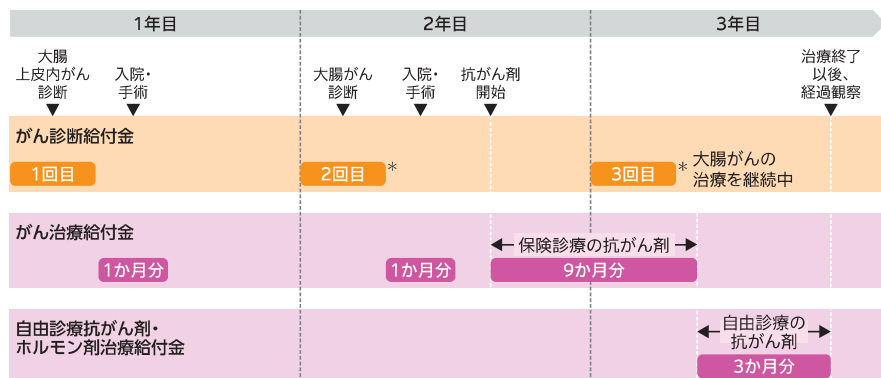 1年目
2年目
3年目
大腸
上皮内がん
診断
入院・
手術
大腸がん
診断
入院・
手術
抗がん剤
開始
治療終了
以後、
経過観察
がん診断給付金
1回目
2回目
*
3回目
*
大腸がんの
治療を継続中
がん治療給付金
保険診療の抗がん剤
1か月分
1か月分
9か月分
自由診療抗がん剤・
ホルモン剤治療給付金
自由診療の
抗がん剤
3か月分